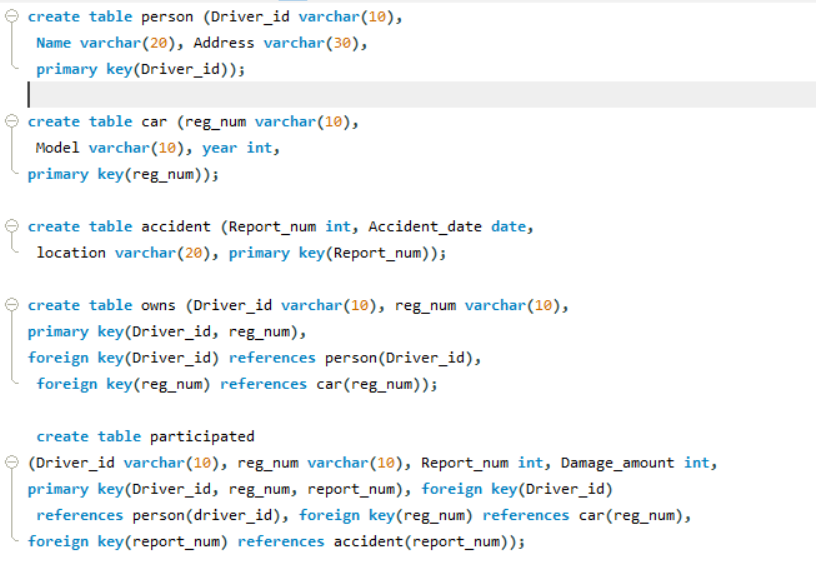 create table person (Driver_id varchar(10),
Name varchar(20), Address varchar(30),
primary key(Driver_id));
create table car (reg_num varchar(10),
Model varchar(10), year int,
primary key(reg_num));
create table accident (Report_num int, Accident_date date,
location varchar(20), primary key(Report_num));
create table owns (Driver_id varchar(10), reg_num varchar(10),
primary key(Driver_id, reg_num),
foreign key(Driver_id) references person(Driver_id),
foreign key(reg_num) references car(reg_num));
create table participated
(Driver_id varchar(10), reg_num varchar(10), Report_num int, Damage_amount int,
primary key(Driver_id, reg_num, report_num), foreign key(Driver_id)
references person(driver_id), foreign key(reg_num) references car(reg_num),
foreign key(report_num) references accident(report_num));